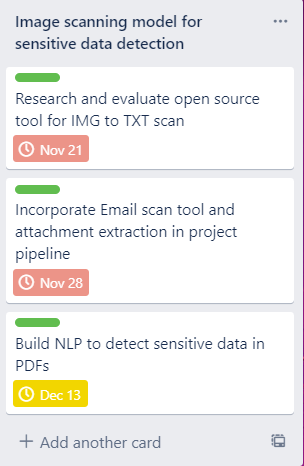 Image scanning model for
sensitive data detection
Research and evaluate open source
tool for IMG to TXT scan
Nov 21
Incorporate Email scan tool and
attachment extraction in project
pipeline
Nov 28
Build NLP to detect sensitive data in
PDFs
Dec 13
Add another card